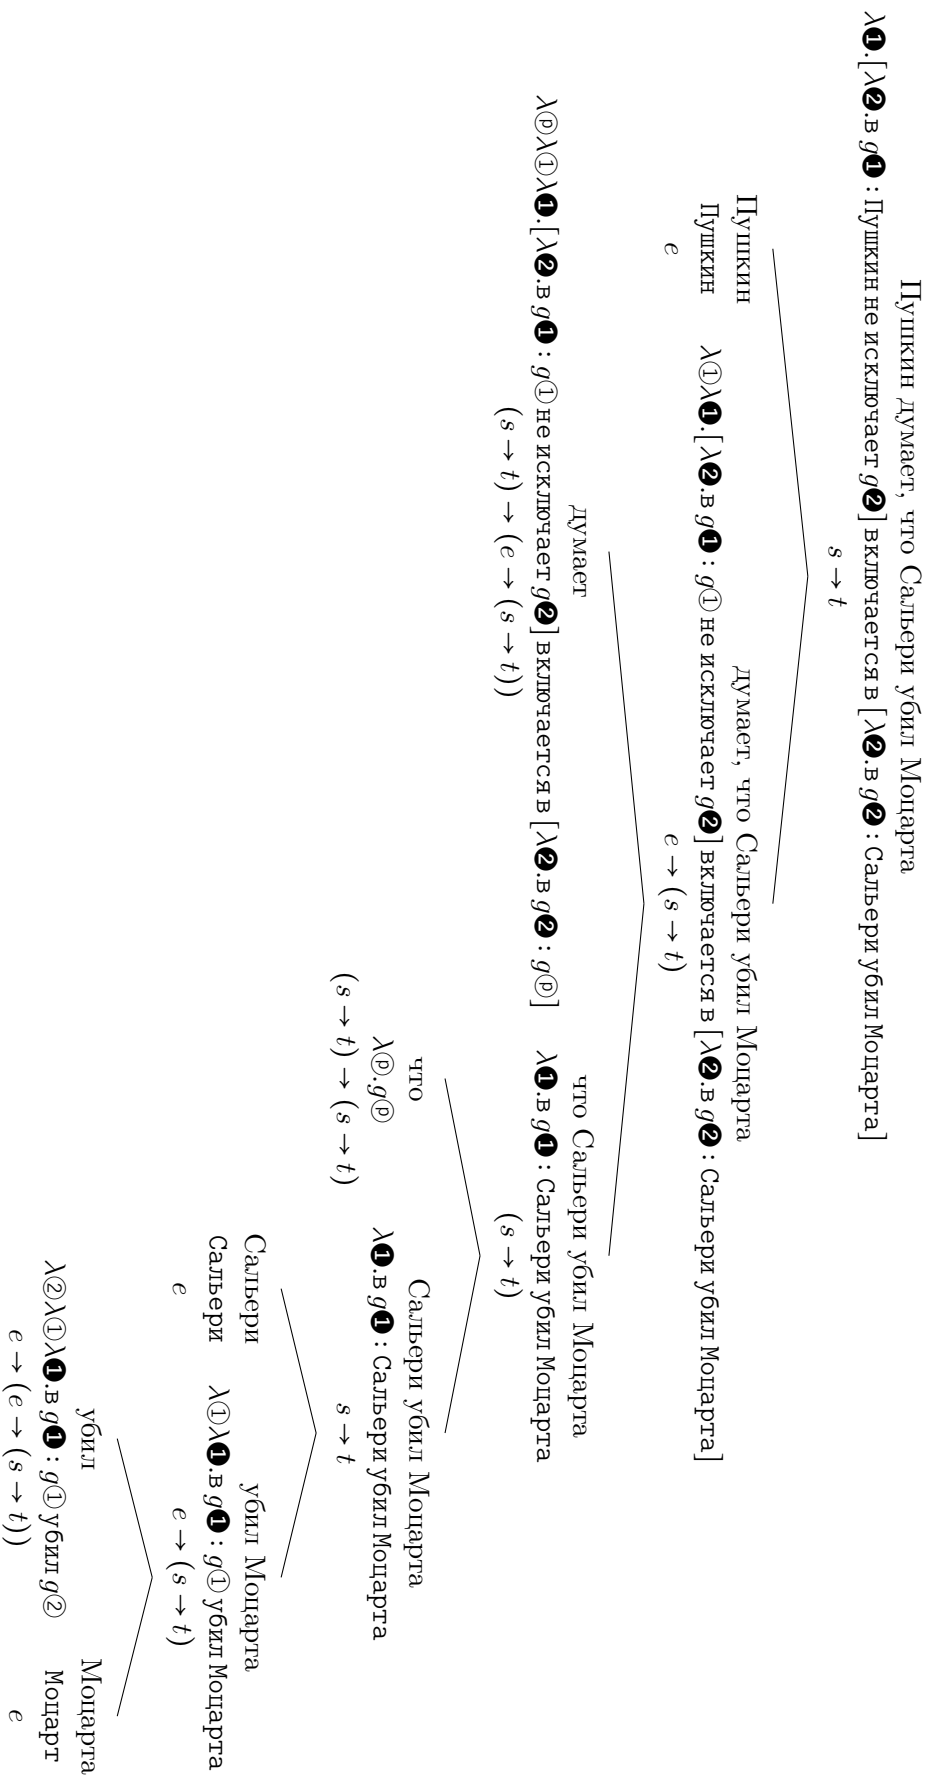 Пушкин думает, что Сальери убил Моцарта
λ❶.[λ❷.в g❶ : Пушкин не исключает g❷] включается в [λ❷.в g❷ : Сальери убил Моцарта]
s → t
Пушкин
Пушкин
e
думает, что Сальери убил Моцарта
λ①λ❶.[λ❷.в g❶ : g① не исключает g❷] включается в [λ❷.в g❷ : Сальери убил Моцарта]
e → (s → t)
думает
λⓟλ①λ❶.[λ❷.в g❶ : g① не исключает g❷] включается в [λ❷.в g❷ : gⓟ]
(s → t) → (e → (s → t))
что Сальери убил Моцарта
λ❶.в g❶ : Сальери убил Моцарта
(s → t)
что
λⓟ.gⓟ
(s → t) → (s → t)
Сальери убил Моцарта
λ❶.в g❶ : Сальери убил Моцарта
s → t
Сальери
Сальери
e
убил Моцарта
λ①λ❶.в g❶ : g① убил Моцарта
e → (s → t)
убил
λ②λ①λ❶.в g❶ : g① убил g②
e → (e → (s → t))
Моцарта
Моцарт
e